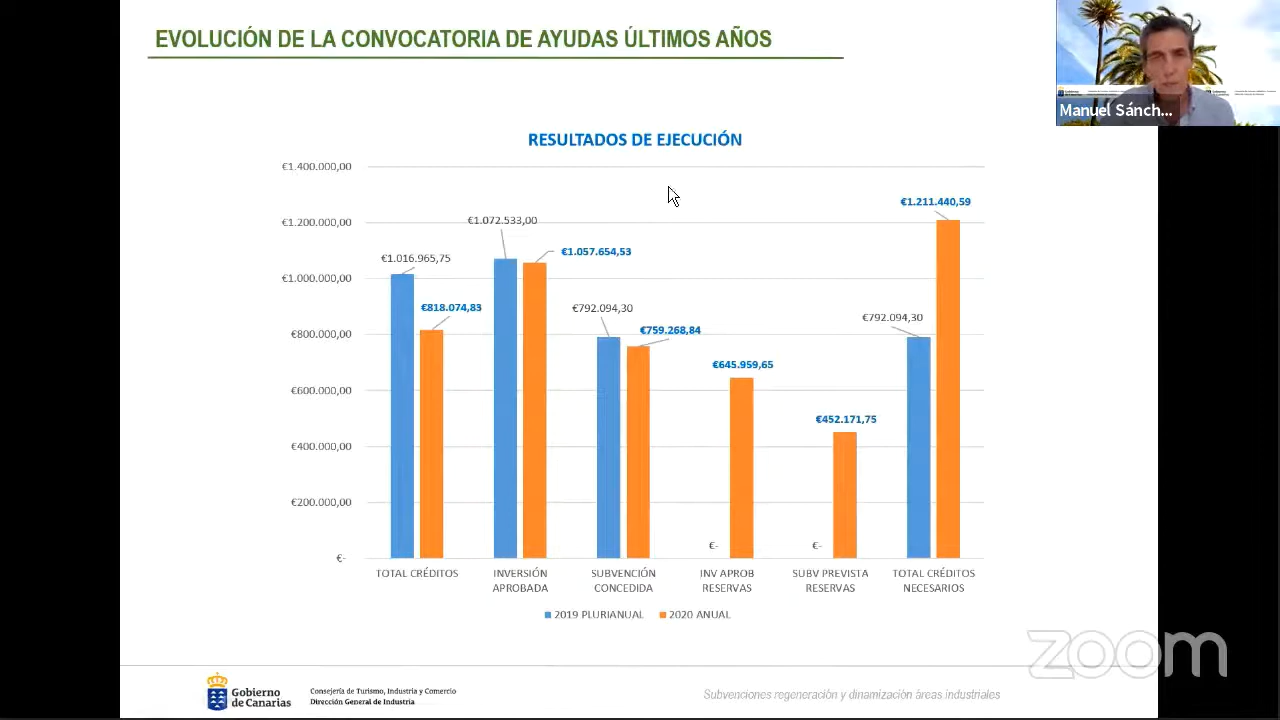 EVOLUCIÓN DE LA CONVOCATORIA DE AYUDAS ÚLTIMOS AÑOS
Manuel Sánch...
RESULTADOS DE EJECUCIÓN
€1.400.000,00
€1.200.000,00
€1.000.000,00
€800.000,00
€600.000,00
€400.000,00
€200.000,00
€-
€1.016.965,75
€818.074,83
€1.072.533,00
€1.057.654,53
€792.094,30
€759.268,84
€-
€645.959,65
€-
€452.171,75
€792.094,30
€1.211.440,59
TOTAL CRÉDITOS
INVERSIÓN
APROBADA
SUBVENCIÓN
CONCEDIDA
INV APROB
RESERVAS
SUBV PREVISTA
RESERVAS
TOTAL CRÉDITOS
NECESARIOS
2019 PLURIANUAL
2020 ANUAL
zoom
Gobierno
de Canarias
Consejería de Turismo, Industria y Comercio
Dirección General de Industria
Subvenciones regeneración y dinamización áreas industriales